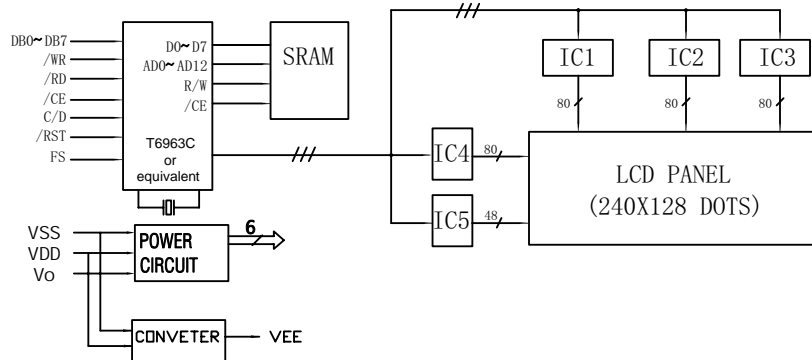 DB0~DB7
/WR
/RD
/CE
C/D
/RST
FS
D0~D7
AD0~AD12
R/W
/CE
T6963C
or
equivalent
SRAM
IC1
IC2
IC3
80
80
80
IC4
80
IC5
48
LCD PANEL
(240X128 DOTS)
VSS
VDD
Vo
POWER
CIRCUIT
6
CONVETER
VEE